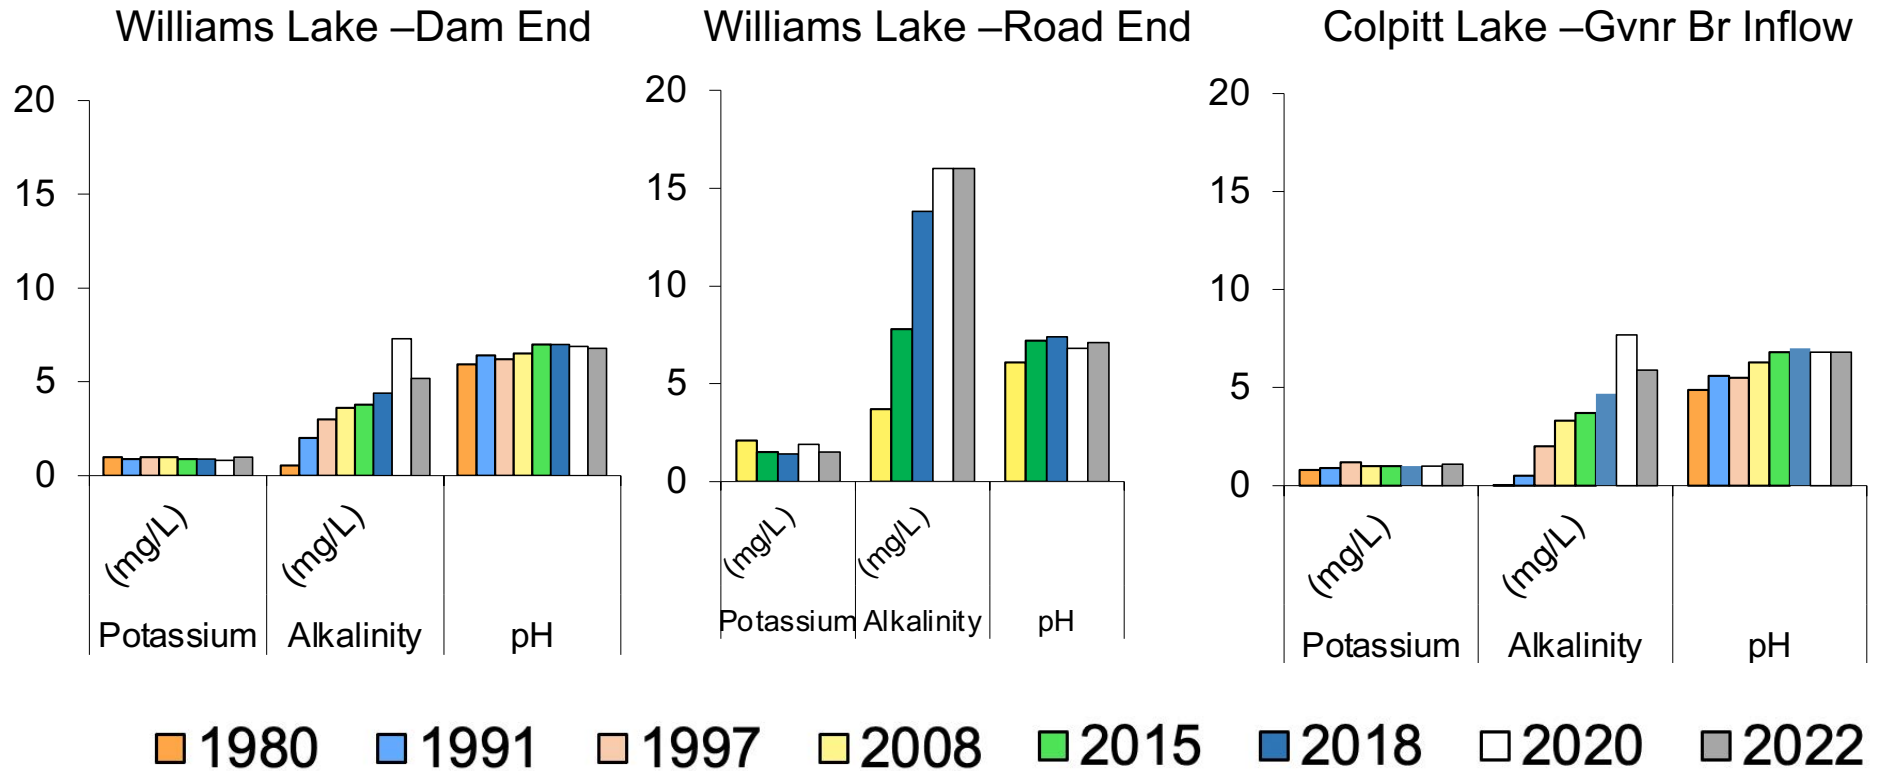 Williams Lake –Dam End
20
15
10
5
0
(mg/L)
(mg/L)
Potassium
Alkalinity
pH
Williams Lake –Road End
20
15
10
5
0
(mg/L)
(mg/L)
Potassium
Alkalinity
pH
Colpitt Lake –Gvnr Br Inflow
20
15
10
5
0
(mg/L)
(mg/L)
Potassium
Alkalinity
pH
1980 1991 1997 2008 2015 2018 2020 2022